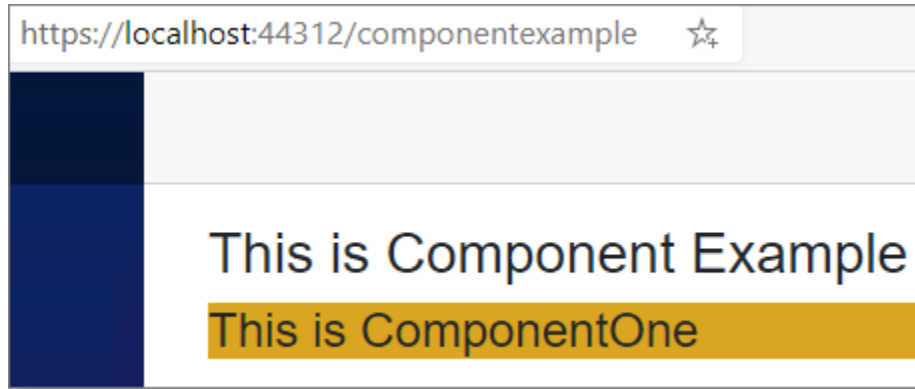 https://localhost:44312/componentexample
This is Component Example
This is ComponentOne